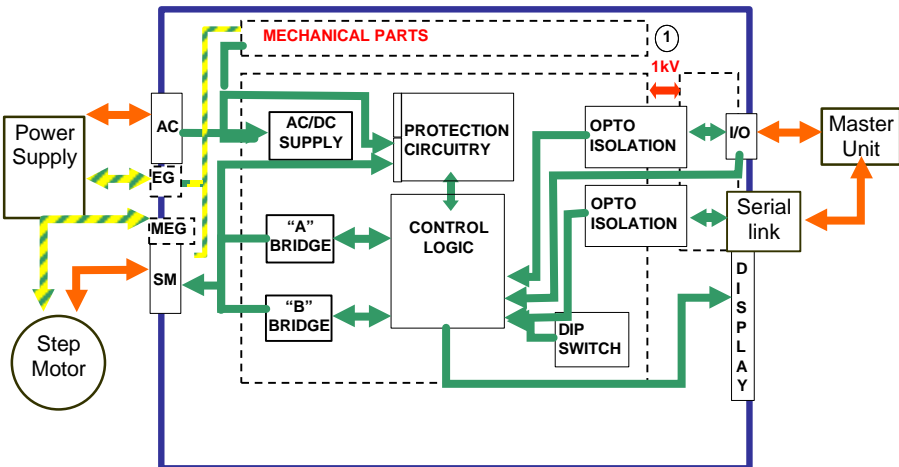 MECHANICAL PARTS
1
1kV
Power
Supply
AC
EG
MEG
SM
Step
Motor
AC/DC
SUPPLY
PROTECTION
CIRCUITRY
"A"
BRIDGE
"B"
BRIDGE
CONTROL
LOGIC
OPTO
ISOLATION
OPTO
ISOLATION
DIP
SWITCH
I/O
Master
Unit
Serial
link
D
I
S
P
L
A
Y